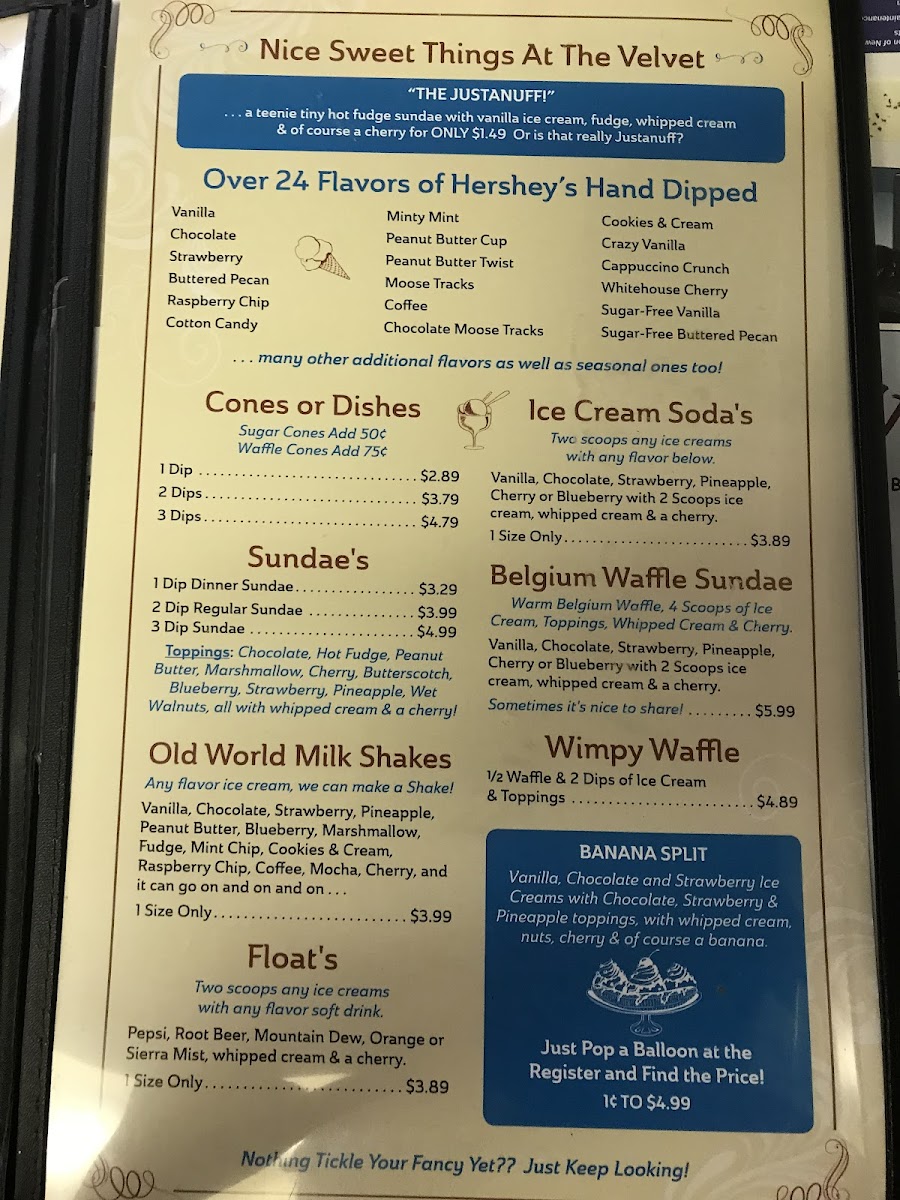 Nice Sweet Things At The Velvet
"THE JUSTANUFF!"
. . . a teenie tiny hot fudge sundae with vanilla ice cream, fudge, whipped cream
& of course a cherry for ONLY $1.49 Or is that really Justanuff?
Over 24 Flavors of Hershey's Hand Dipped
Vanilla
Chocolate
Strawberry
Buttered Pecan
Raspberry Chip
Cotton Candy
Minty Mint
Peanut Butter Cup
Peanut Butter Twist
Moose Tracks
Coffee
Chocolate Moose Tracks
Cookies & Cream
Crazy Vanilla
Cappuccino Crunch
Whitehouse Cherry
Sugar-Free Vanilla
Sugar-Free Buttered Pecan
. . . many other additional flavors as well as seasonal ones too!
Cones or Dishes
Sugar Cones Add 50¢
Waffle Cones Add 75¢
1 Dip . . . . . . . . . . . . . . . . . . . . . . . . . . $2.89
2 Dips . . . . . . . . . . . . . . . . . . . . . . . . . $3.79
3 Dips . . . . . . . . . . . . . . . . . . . . . . . . . $4.79
Sundae's
1 Dip Dinner Sundae . . . . . . . . . . . . . . $3.29
2 Dip Regular Sundae . . . . . . . . . . . . . $3.99
3 Dip Sundae . . . . . . . . . . . . . . . . . . . . $4.99
Toppings: Chocolate, Hot Fudge, Peanut
Butter, Marshmallow, Cherry, Butterscotch,
Blueberry, Strawberry, Pineapple, Wet
Walnuts, all with whipped cream & a cherry!
Old World Milk Shakes
Any flavor ice cream, we can make a Shake!
Vanilla, Chocolate, Strawberry, Pineapple,
Peanut Butter, Blueberry, Marshmallow,
Fudge, Mint Chip, Cookies & Cream,
Raspberry Chip, Coffee, Mocha, Cherry, and
it can go on and on and on . . .
1 Size Only . . . . . . . . . . . . . . . . . . . . . . . $3.99
Float's
Two scoops any ice creams
with any flavor soft drink.
Pepsi, Root Beer, Mountain Dew, Orange or
Sierra Mist, whipped cream & a cherry.
1 Size Only . . . . . . . . . . . . . . . . . . . . . . . $3.89
Ice Cream Soda's
Two scoops any ice creams
with any flavor below.
Vanilla, Chocolate, Strawberry, Pineapple,
Cherry or Blueberry with 2 Scoops ice
cream, whipped cream & a cherry.
1 Size Only . . . . . . . . . . . . . . . . . . . . . . $3.89
Belgium Waffle Sundae
Warm Belgium Waffle, 4 Scoops of Ice
Cream, Toppings, Whipped Cream & Cherry.
Vanilla, Chocolate, Strawberry, Pineapple,
Cherry or Blueberry with 2 Scoops ice
cream, whipped cream & a cherry.
Sometimes it's nice to share! . . . . . . . . . $5.99
Wimpy Waffle
1/2 Waffle & 2 Dips of Ice Cream
& Toppings . . . . . . . . . . . . . . . . . . . . . . $4.89
BANANA SPLIT
Vanilla, Chocolate and Strawberry Ice
Creams with Chocolate, Strawberry &
Pineapple toppings, with whipped cream,
nuts, cherry & of course a banana.
Just Pop a Balloon at the
Register and Find the Price!
1¢ TO $4.99
Nothing Tickle Your Fancy Yet?? Just Keep Looking!